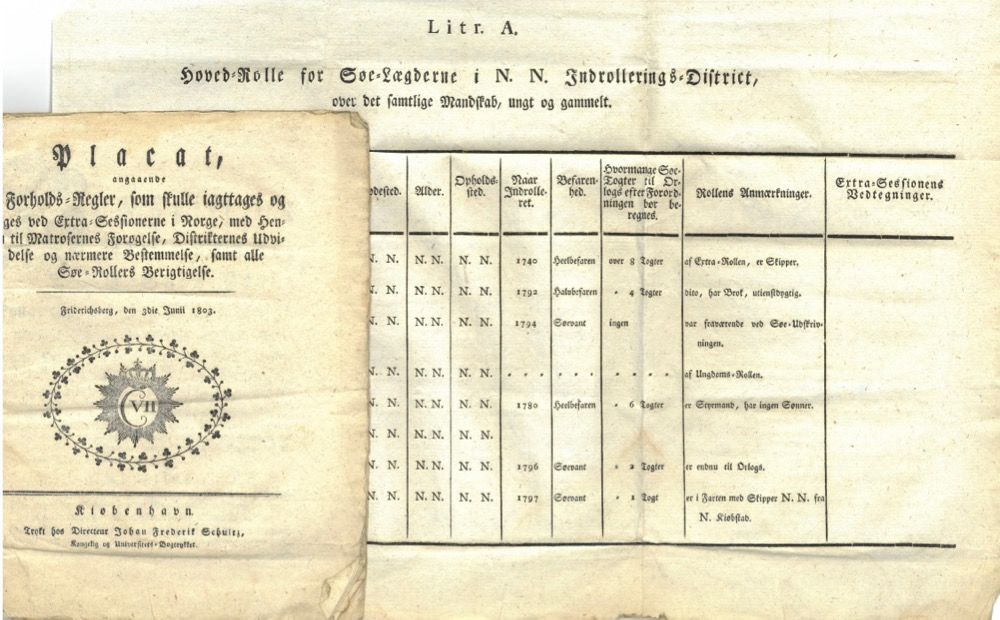 Litr. A.
Hoved-Rolle for Søe-Lægderne i N. N. Indrollerings-District,
over det samtlige Mandskab, ungt og gammelt.
Placat,
angaaende
Forholds-Regler, som skulle iagttages og
ges ved Extra-Sessionerne i Norge, med Hen-
til Matrosernes Forøgelse, Distrikternes Udvi-
delse og nærmere Bestemmelse, samt alle
Søe-Rollers Berigtigelse.
Friderichsberg, den 3die Junii 1803.
C VII
Kiøbenhavn.
Trykt hos Directeur Johan Frederik Schultz,
Kongelig og Universitets-Bogtrykker.
ødested. Alder. Opholds-sted. Naar Indrolle-ret. Befaren-hed. Hvormange Søe-Togter til Or-logs efter Forord-ningen bør be-regnes. Rollens Anmærkninger. Extra-Sessionens Vedtegninger.
N. N. N. N. N. N. 1740 Heelbefaren over 8 Togter af Extra-Rollen, er Skipper.
N. N. N. N. N. N. 1792 Halvbefaren " 4 Togter dito, har Brok, utienstdygtig.
N. N. N. N. N. N. 1794 Søevant ingen var fraværende ved Søe-Udskriv-
ningen.
N. N. N. N. N. N. . . . . . . . . . . . . af Ungdoms-Rollen.
N. N. N. N. N. N. 1780 Heelbefaren " 6 Togter er Styrmand, har ingen Sønner.
N. N. N. N. N. N.
N. N. N. N. N. N. 1796 Søevant " 2 Togter er endnu til Orlogs.
N. N. N. N. N. N. 1797 Søevant " 1 Togt er i Farten med Skipper N. N. fra
N. Kiøbstad.